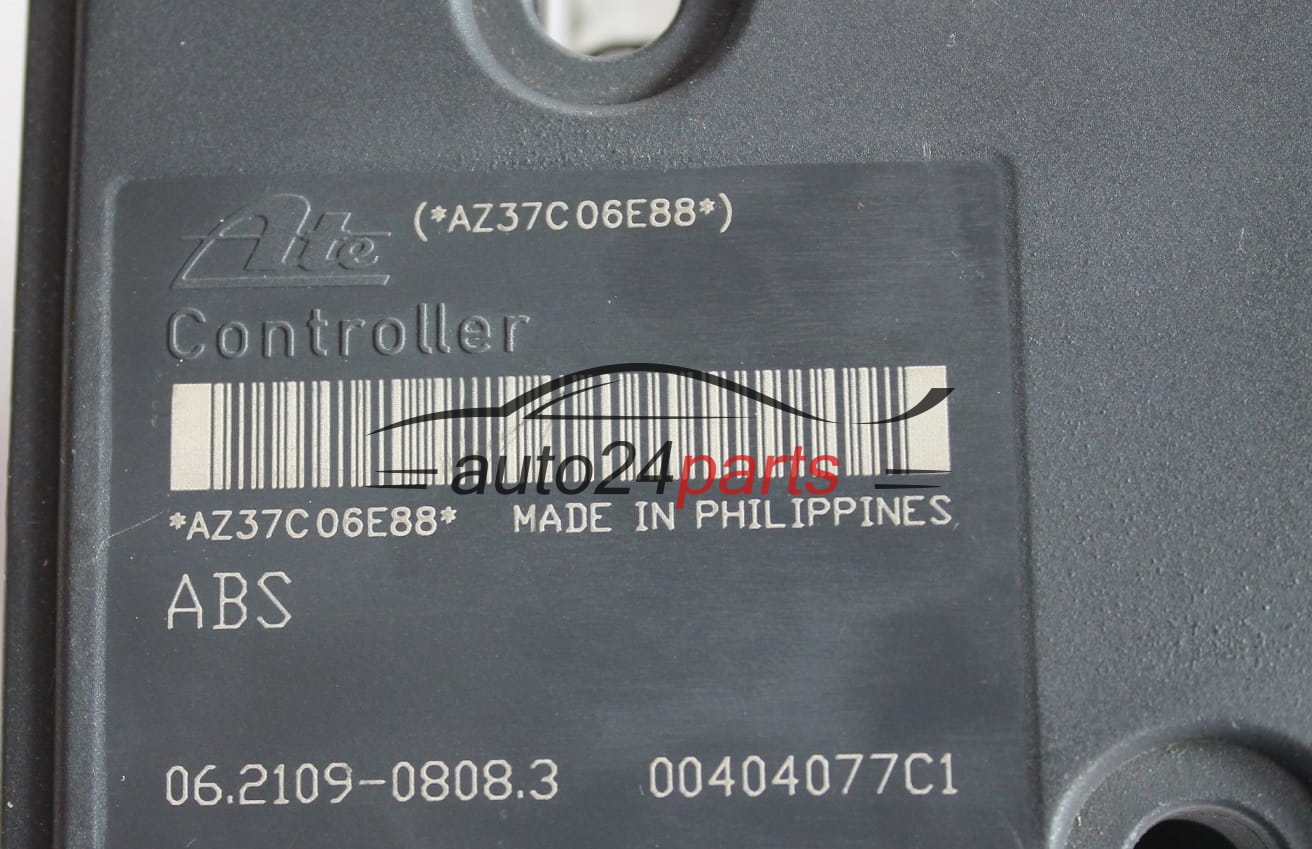 Ate (*AZ37C06E88*)
Controller
auto24parts
*AZ37C06E88* MADE IN PHILIPPINES
ABS
06.2109-0808.3 00404077C1